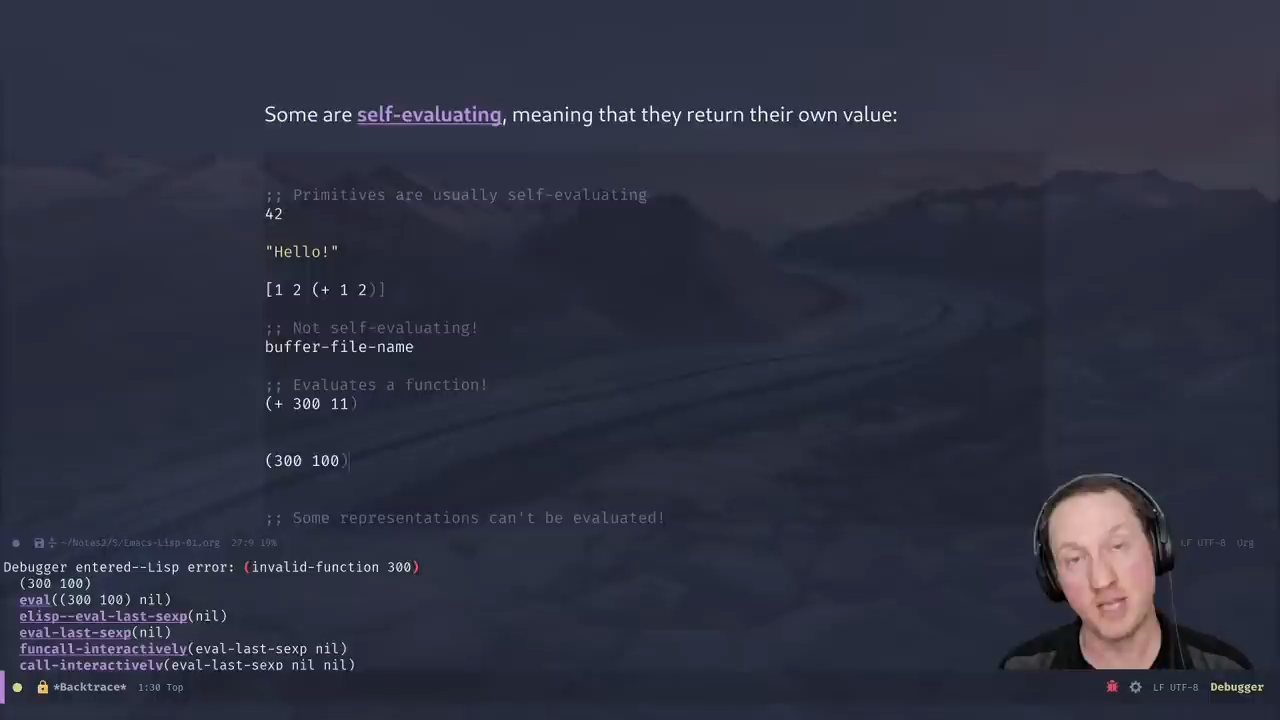 Some are self-evaluating, meaning that they return their own value:
;; Primitives are usually self-evaluating
42
"Hello!"
[1 2 (+ 1 2)]
;; Not self-evaluating!
buffer-file-name
;; Evaluates a function!
(+ 300 11)
(300 100)
;; Some representations can't be evaluated!
~/Notes2/S/Emacs-Lisp-01.org 27:9 19% LF UTF-8 Org
Debugger entered--Lisp error: (invalid-function 300)
(300 100)
eval((300 100) nil)
elisp--eval-last-sexp(nil)
eval-last-sexp(nil)
funcall-interactively(eval-last-sexp nil)
call-interactively(eval-last-sexp nil nil)
*Backtrace* 1:30 Top LF UTF-8 Debugger